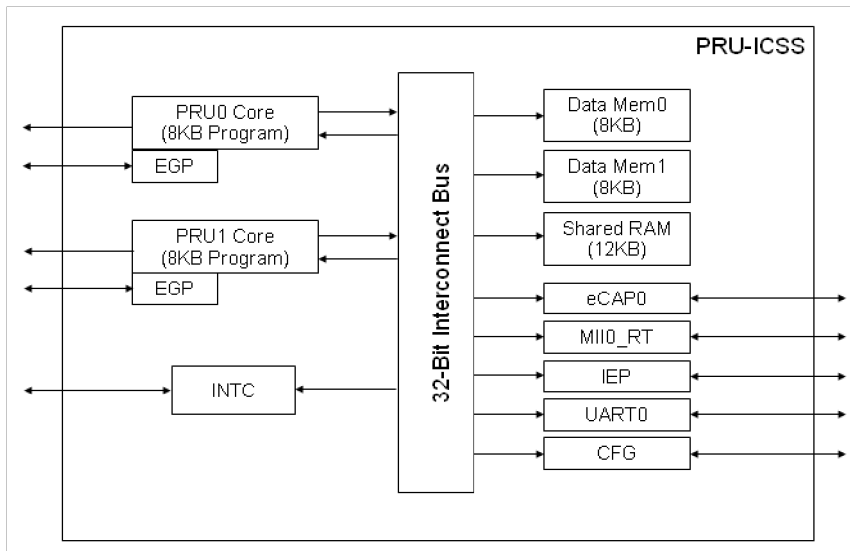 PRU-ICSS
PRU0 Core
(8KB Program)
EGP
PRU1 Core
(8KB Program)
EGP
INTC
32-Bit Interconnect Bus
Data Mem0
(8KB)
Data Mem1
(8KB)
Shared RAM
(12KB)
eCAP0
MII0_RT
IEP
UART0
CFG